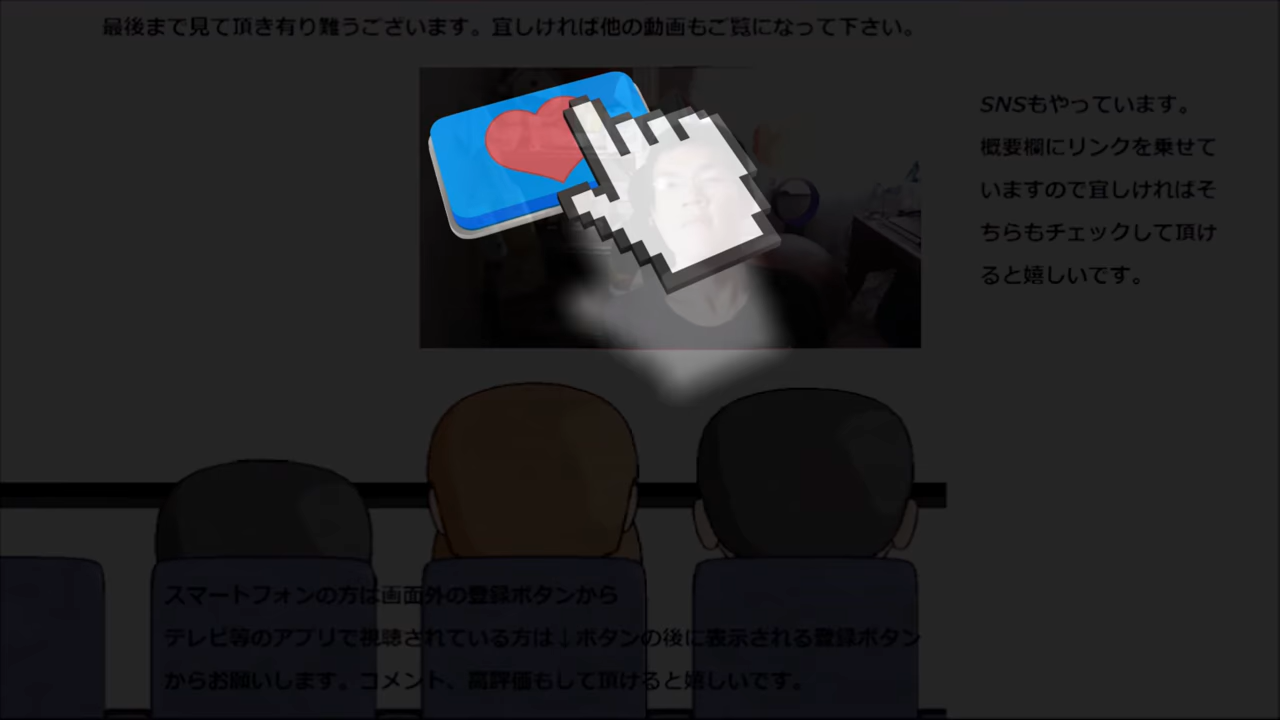 最後まで見て頂き有り難うございます。宜しければ他の動画もご覧になって下さい。
SNSもやっています。
概要欄にリンクを乗せて
いますので宜しければそ
ちらもチェックして頂け
ると嬉しいです。
スマートフォンの方は画面外の登録ボタンから
テレビ等のアプリで視聴されている方は↓ボタンの後に表示される登録ボタン
からお願いします。コメント、高評価もして頂けると嬉しいです。